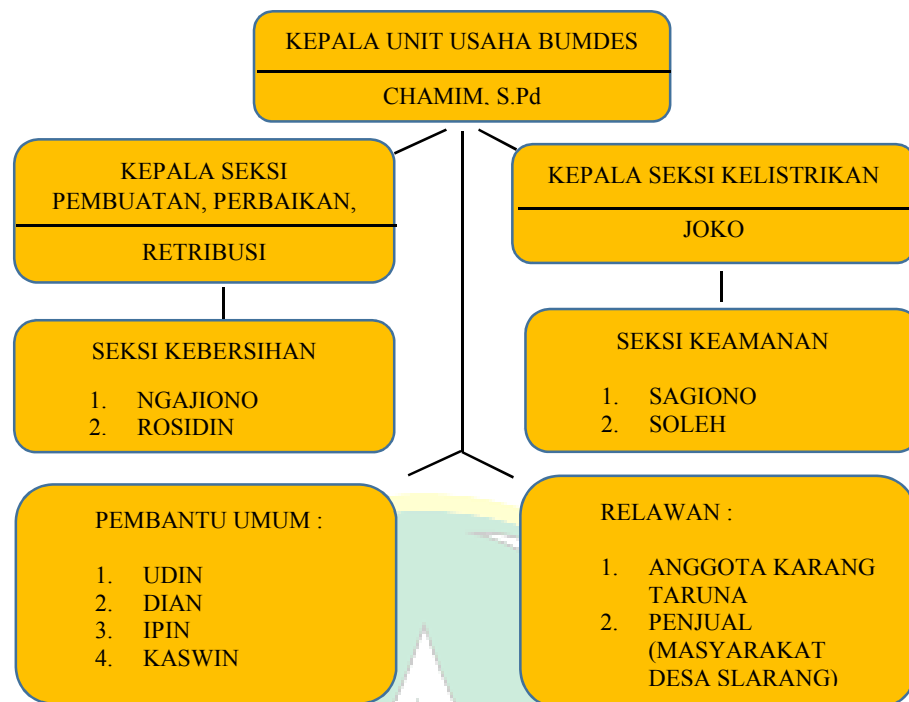 KEPALA UNIT USAHA BUMDES
CHAMIM, S.Pd
KEPALA SEKSI
PEMBUATAN, PERBAIKAN,
RETRIBUSI
KEPALA SEKSI KELISTRIKAN
JOKO
SEKSI KEBERSIHAN
1. NGAJIONO
2. ROSIDIN
SEKSI KEAMANAN
1. SAGIONO
2. SOLEH
PEMBANTU UMUM :
1. UDIN
2. DIAN
3. IPIN
4. KASWIN
RELAWAN :
1. ANGGOTA KARANG
TARUNA
2. PENJUAL
(MASYARAKAT
DESA SLARANG)